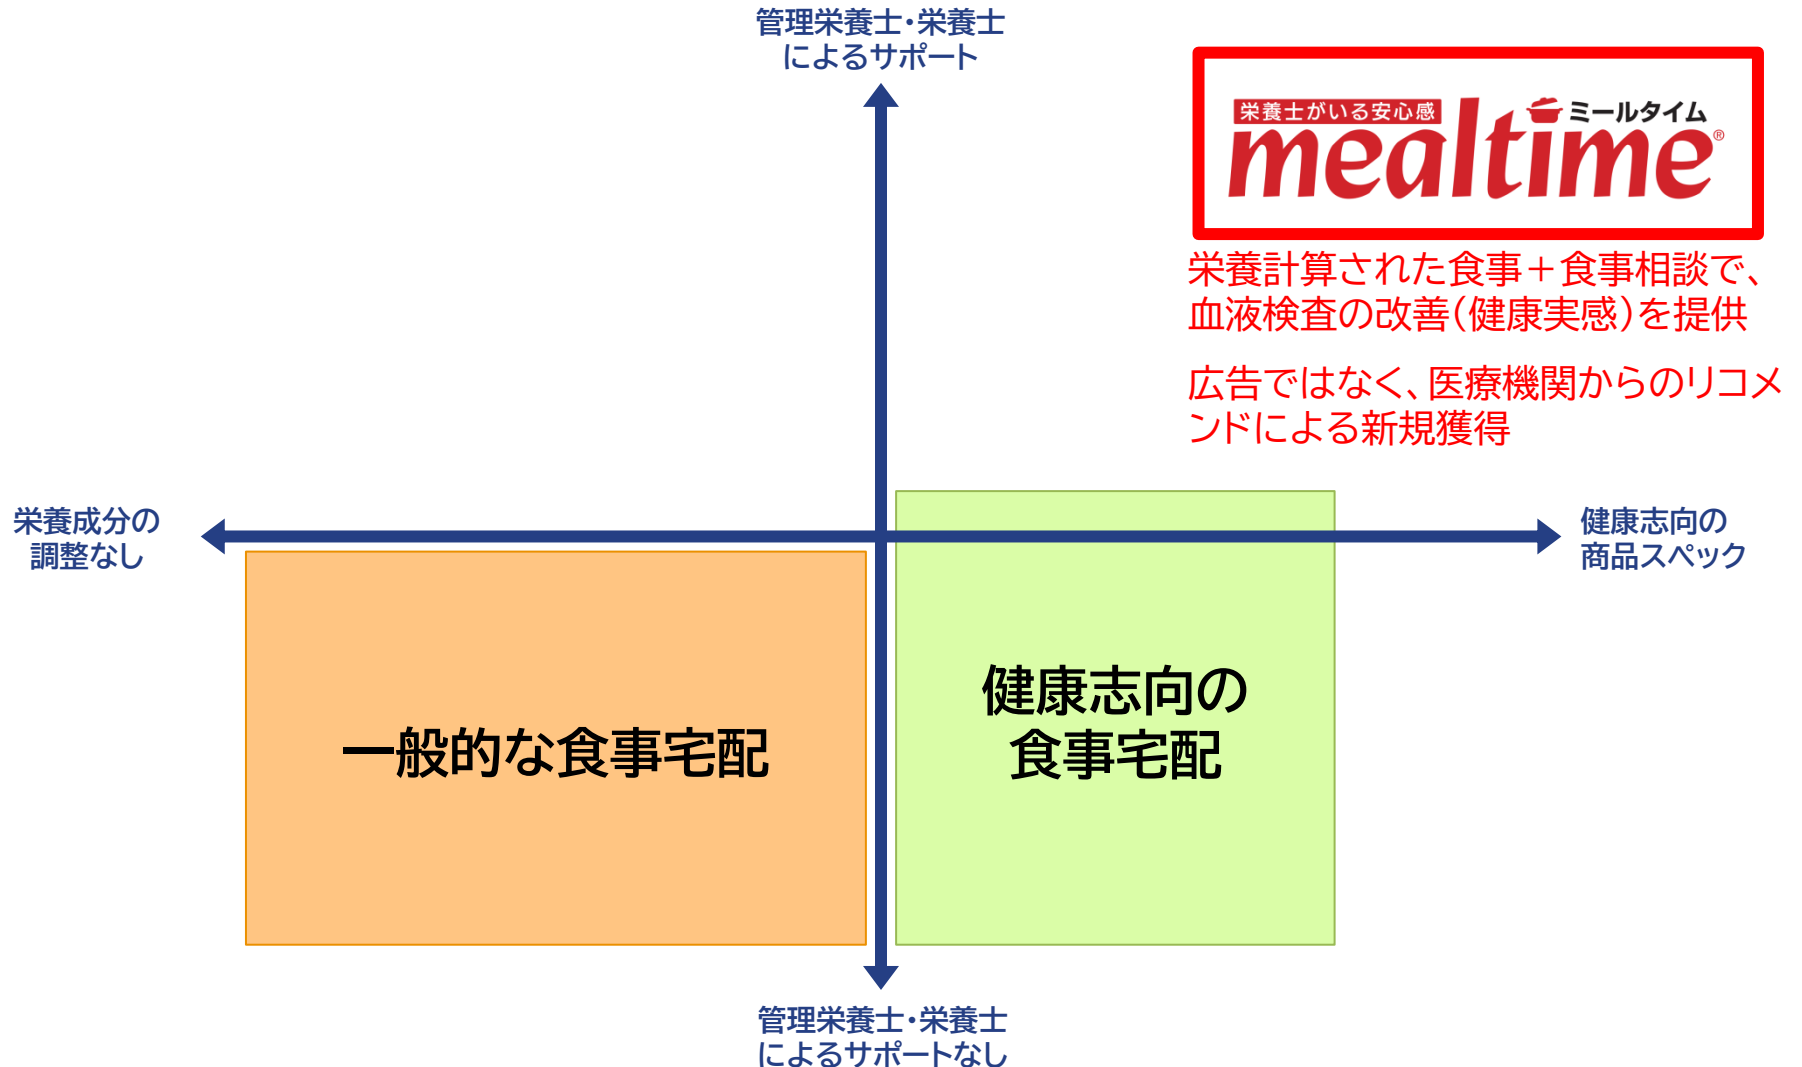 管理栄養士・栄養士
によるサポート
栄養士がいる安心感
ミールタイム
mealtime®
栄養計算された食事＋食事相談で、
血液検査の改善（健康実感）を提供
広告ではなく、医療機関からのリコメ
ンドによる新規獲得
栄養成分の
調整なし
健康志向の
商品スペック
一般的な食事宅配
健康志向の
食事宅配
管理栄養士・栄養士
によるサポートなし